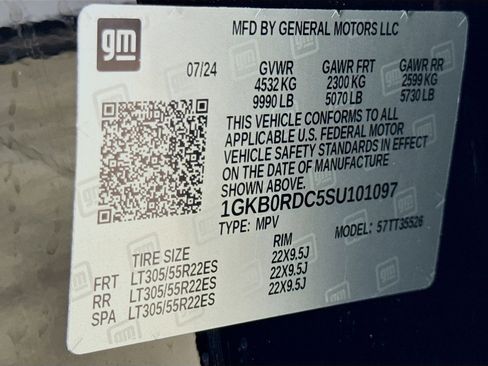 gm
MFD BY GENERAL MOTORS LLC
07/24 GVWR GAWR FRT GAWR RR
4532 KG 2300 KG 2599 KG
9990 LB 5070 LB 5730 LB
THIS VEHICLE CONFORMS TO ALL
APPLICABLE U.S. FEDERAL MOTOR
VEHICLE SAFETY STANDARDS IN EFFECT
ON THE DATE OF MANUFACTURE
SHOWN ABOVE.
1GKB0RDC5SU101097
TYPE: MPV MODEL: 57TT35526
TIRE SIZE RIM
FRT LT305/55R22ES 22X9.5J
RR LT305/55R22ES 22X9.5J
SPA LT305/55R22ES 22X9.5J